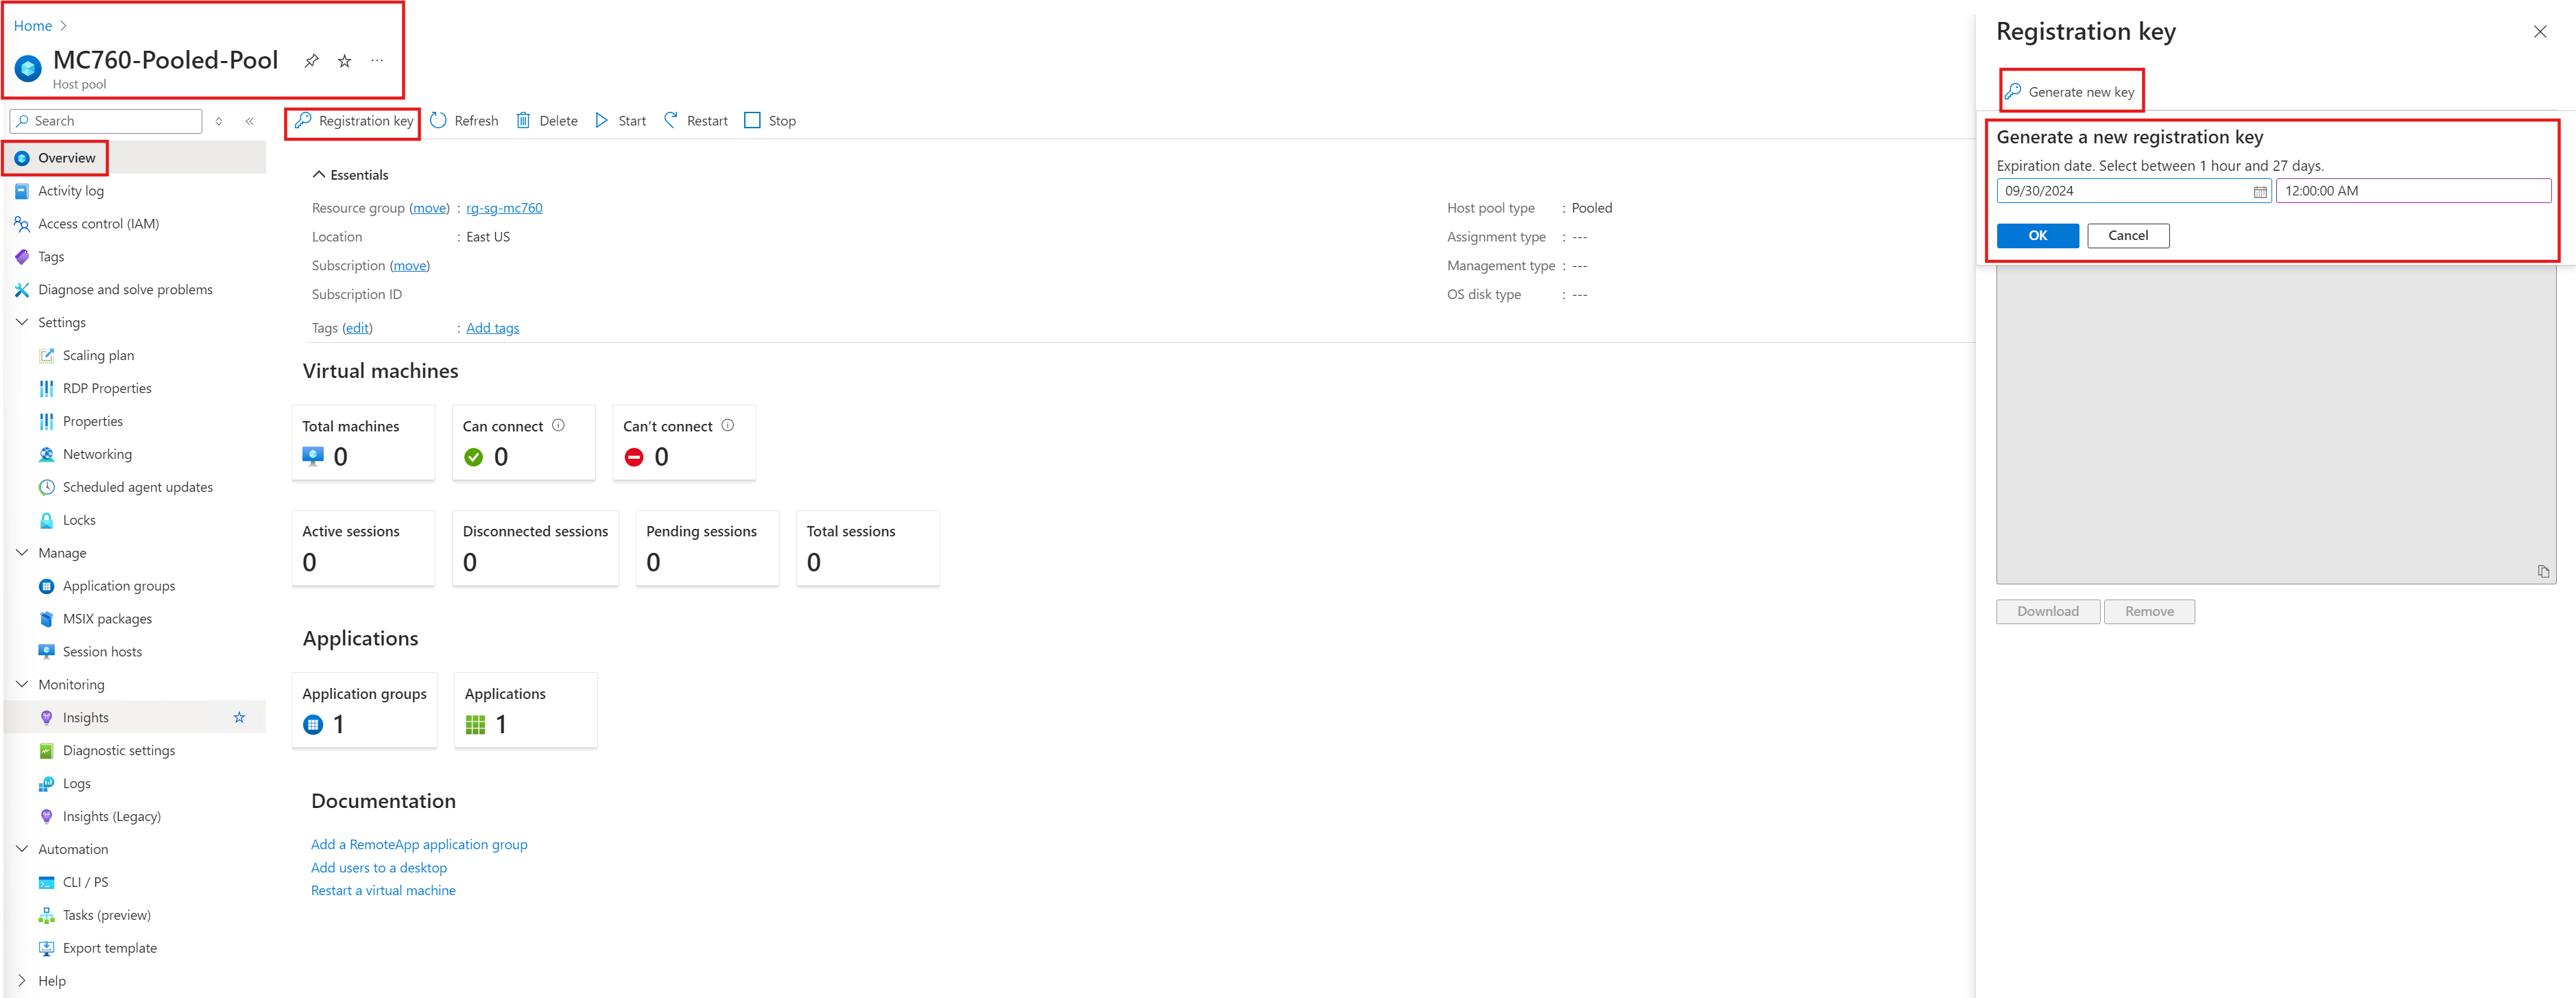 Home
MC760-Pooled-Pool
Host pool
Search
Overview
Activity log
Access control (IAM)
Tags
Diagnose and solve problems
Settings
Scaling plan
RDP Properties
Properties
Networking
Scheduled agent updates
Locks
Manage
Application groups
MSIX packages
Session hosts
Monitoring
Insights
Diagnostic settings
Logs
Insights (Legacy)
Automation
CLI / PS
Tasks (preview)
Export template
Help
Registration key Refresh Delete Start Restart Stop
Essentials
Resource group (move) : rg-sg-mc760
Location : East US
Subscription (move)
Subscription ID
Tags (edit) : Add tags
Host pool type : Pooled
Assignment type : ---
Management type : ---
OS disk type : ---
Virtual machines
Total machines
0
Can connect
0
Can't connect
0
Active sessions
0
Disconnected sessions
0
Pending sessions
0
Total sessions
0
Applications
Application groups
1
Applications
1
Documentation
Add a RemoteApp application group
Add users to a desktop
Restart a virtual machine
Registration key
Generate new key
Generate a new registration key
Expiration date. Select between 1 hour and 27 days.
09/30/2024 12:00:00 AM
OK Cancel
Download Remove